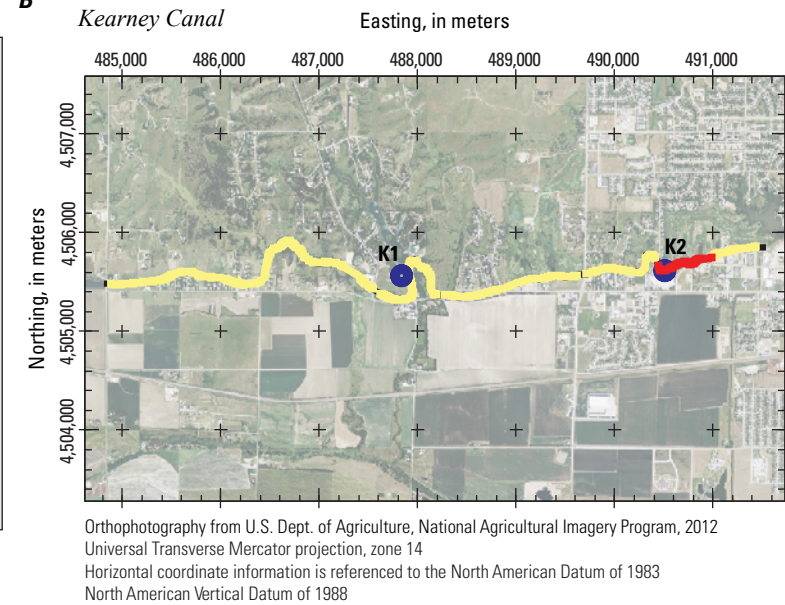 B
Kearney Canal
Easting, in meters
485,000 486,000 487,000 488,000 489,000 490,000 491,000
Northing, in meters
4,507,000
4,506,000
4,505,000
4,504,000
K1
K2
Orthophotography from U.S. Dept. of Agriculture, National Agricultural Imagery Program, 2012
Universal Transverse Mercator projection, zone 14
Horizontal coordinate information is referenced to the North American Datum of 1983
North American Vertical Datum of 1988